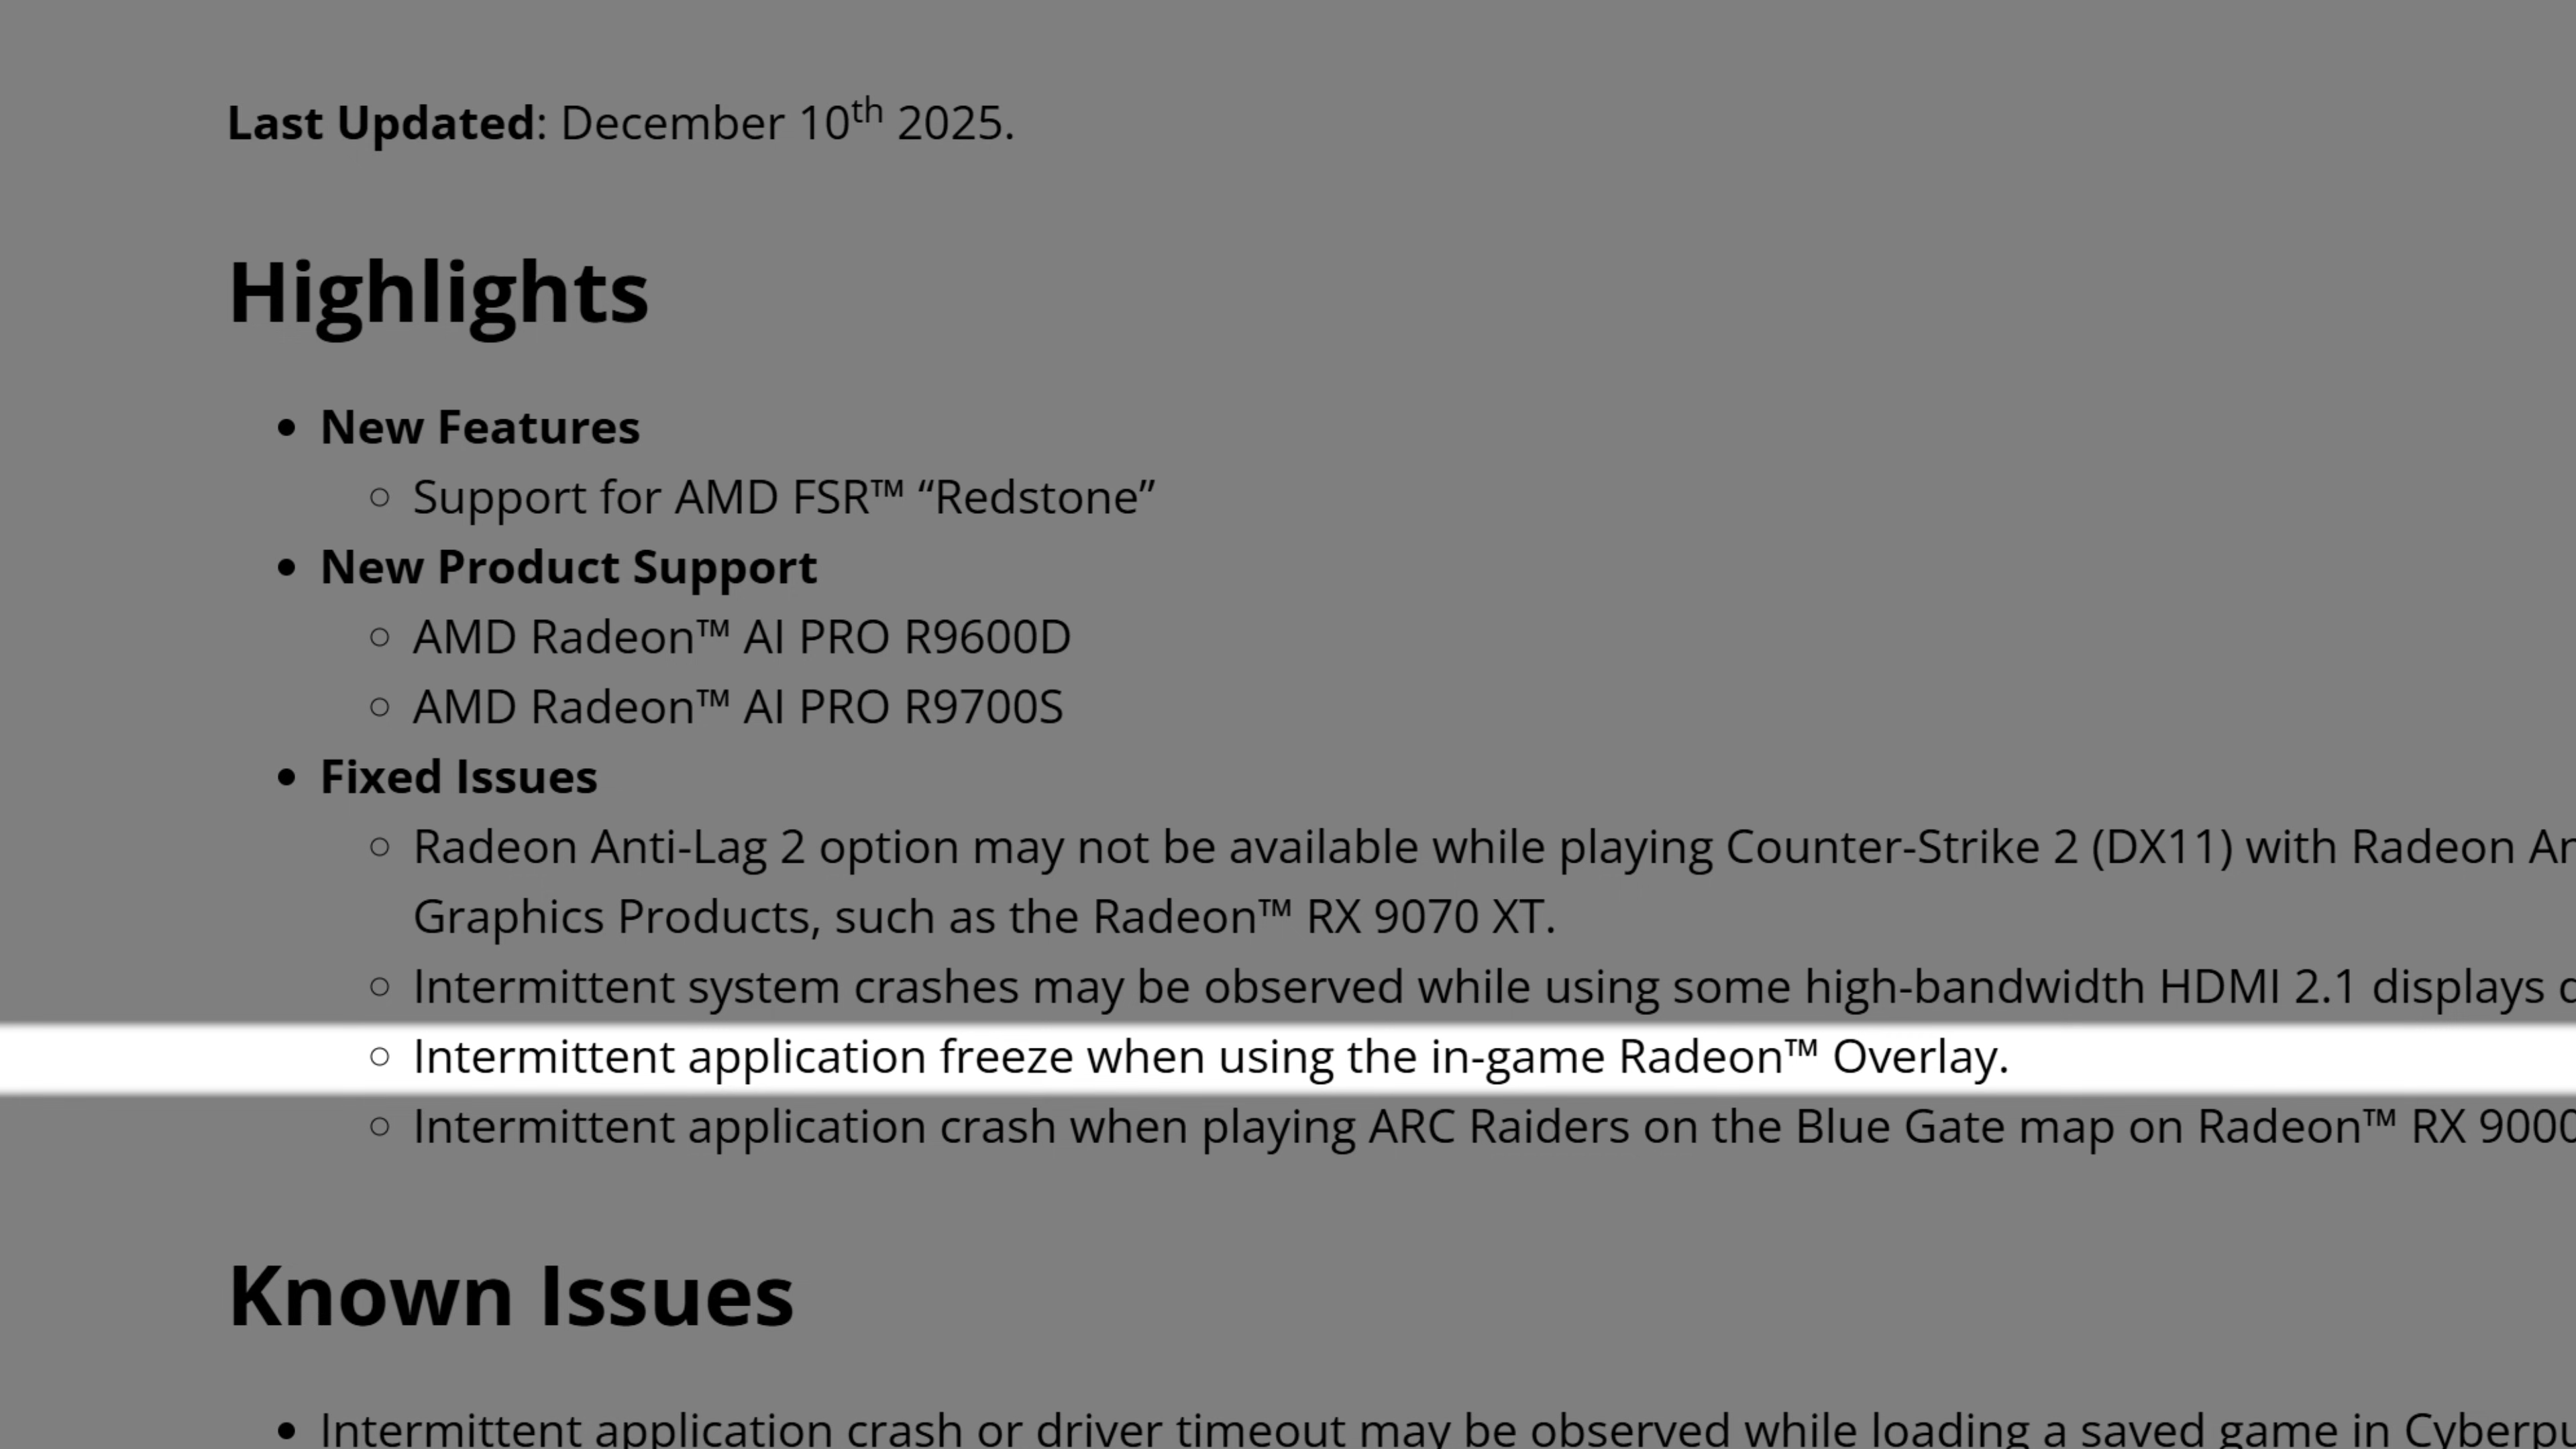 Last Updated: December 10th 2025.
Highlights
• New Features
○ Support for AMD FSR™ “Redstone”
• New Product Support
○ AMD Radeon™ AI PRO R9600D
○ AMD Radeon™ AI PRO R9700S
• Fixed Issues
○ Radeon Anti-Lag 2 option may not be available while playing Counter-Strike 2 (DX11) with Radeon
Graphics Products, such as the Radeon™ RX 9070 XT.
○ Intermittent system crashes may be observed while using some high-bandwidth HDMI 2.1 displays
○ Intermittent application freeze when using the in-game Radeon™ Overlay.
○ Intermittent application crash when playing ARC Raiders on the Blue Gate map on Radeon™ RX 9000
Known Issues
• Intermittent application crash or driver timeout may be observed while loading a saved game in